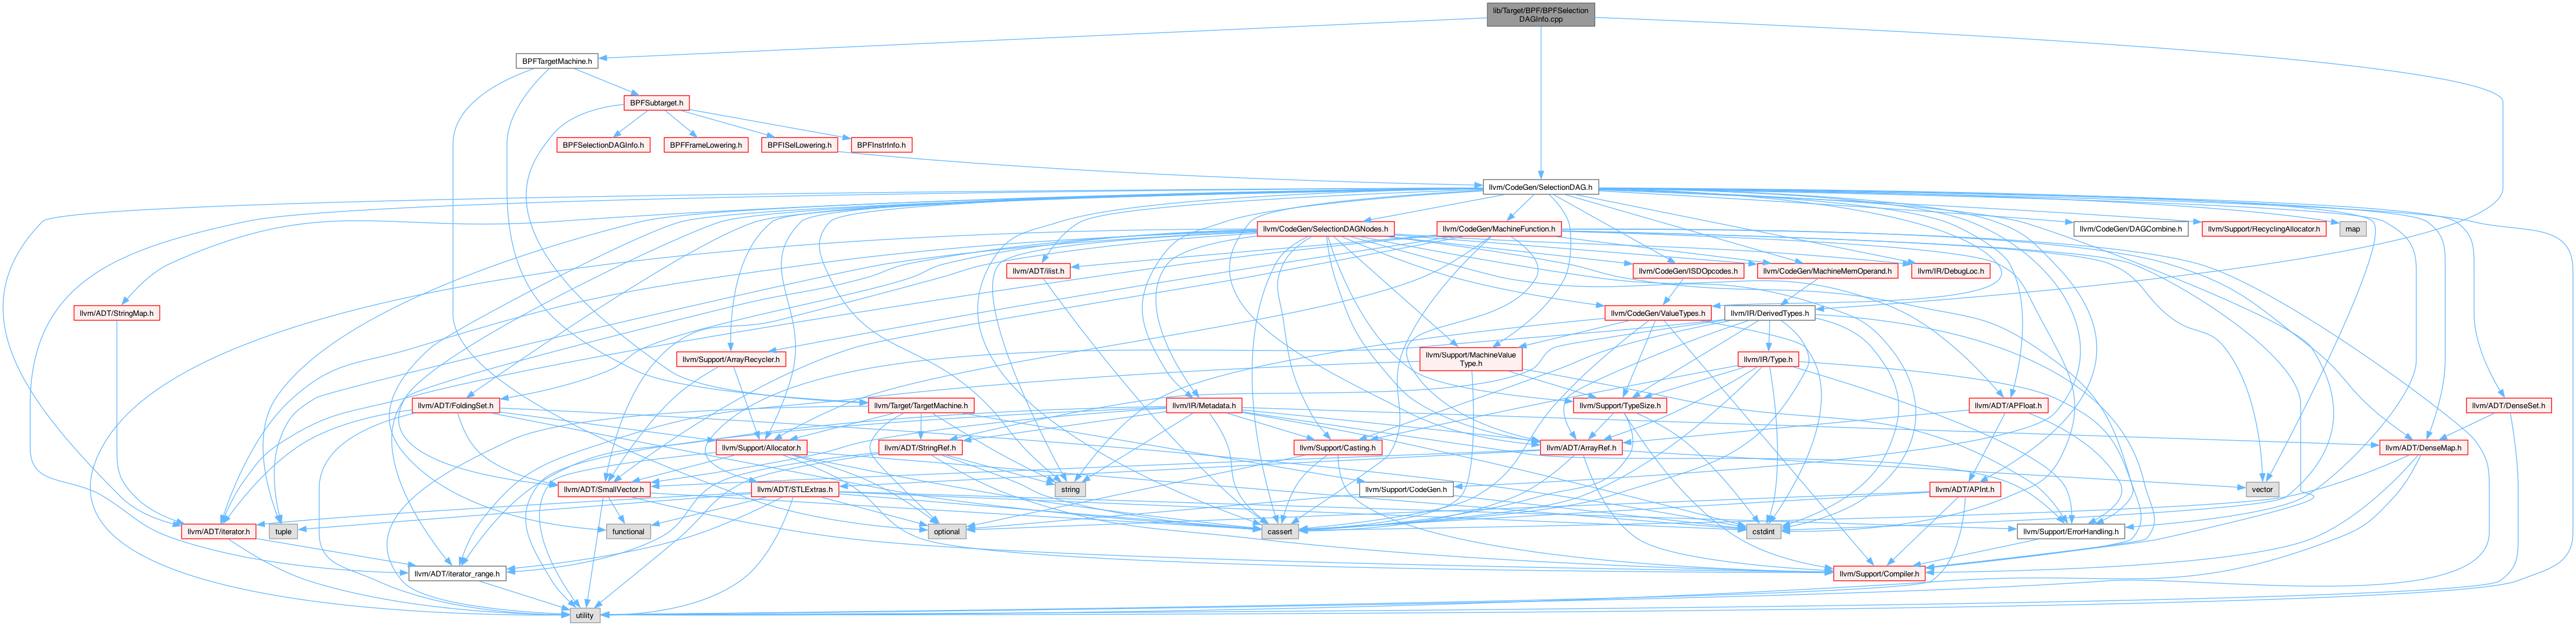 lib/Target/BPF/BPFSelection
DAGInfo.cpp
BPFTargetMachine.h
BPFSubtarget.h
BPFSelectionDAGInfo.h
BPFFrameLowering.h
BPFISelLowering.h
BPFInstrInfo.h
llvm/CodeGen/SelectionDAG.h
llvm/CodeGen/SelectionDAGNodes.h
llvm/CodeGen/MachineFunction.h
llvm/CodeGen/DAGCombine.h
llvm/Support/RecyclingAllocator.h
map
llvm/ADT/ilist.h
llvm/CodeGen/ISDOpcodes.h
llvm/CodeGen/MachineMemOperand.h
llvm/IR/DebugLoc.h
llvm/ADT/StringMap.h
llvm/CodeGen/ValueTypes.h
llvm/IR/DerivedTypes.h
llvm/Support/ArrayRecycler.h
llvm/Support/MachineValue
Type.h
llvm/IR/Type.h
llvm/ADT/FoldingSet.h
llvm/Target/TargetMachine.h
llvm/IR/Metadata.h
llvm/Support/TypeSize.h
llvm/ADT/APFloat.h
llvm/ADT/DenseSet.h
llvm/Support/Allocator.h
llvm/ADT/StringRef.h
llvm/Support/Casting.h
llvm/ADT/ArrayRef.h
llvm/ADT/DenseMap.h
llvm/ADT/SmallVector.h
llvm/ADT/STLExtras.h
string
llvm/Support/CodeGen.h
llvm/ADT/APInt.h
vector
llvm/ADT/iterator.h
tuple
functional
optional
cassert
cstdint
llvm/Support/ErrorHandling.h
llvm/ADT/iterator_range.h
llvm/Support/Compiler.h
utility